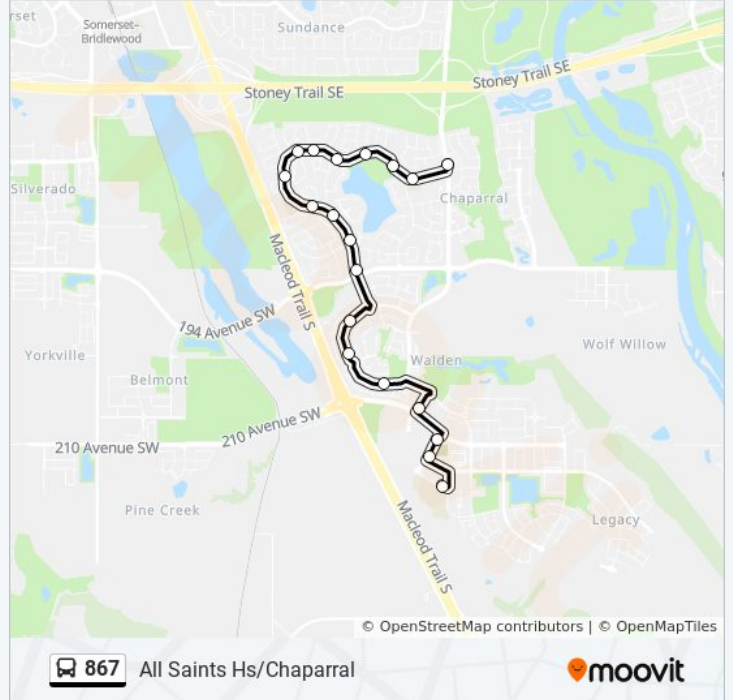 rset
Somerset–
Bridlewood
Sundance
Stoney Trail SE
Stoney Trail SE
Silverado
Chaparral
Macleod Trail S
194 Avenue SW
Yorkville
Wolf Willow
Walden
Belmont
210 Avenue SW
210 Avenue SW
Pine Creek
Macleod Trail S
Legacy
© OpenStreetMap contributors | © OpenMapTiles
867 All Saints Hs/Chaparral
moovit